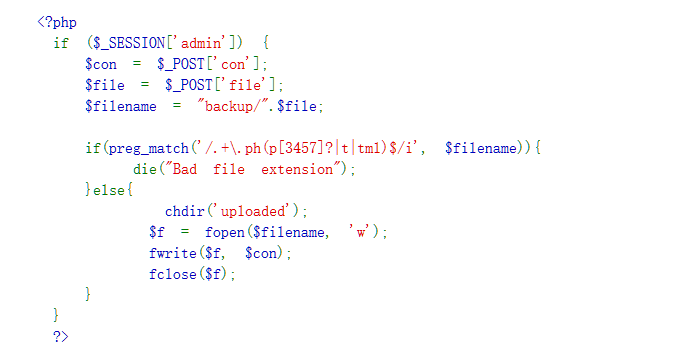 <?php
if ($_SESSION['admin']) {
$con = $_POST['con'];
$file = $_POST['file'];
$filename = "backup/".$file;
if(preg_match('/.+\.ph(p[3457]?|t|tml)$/i', $filename)){
die("Bad file extension");
}else{
chdir('uploaded');
$f = fopen($filename, 'w');
fwrite($f, $con);
fclose($f);
}
}
?>